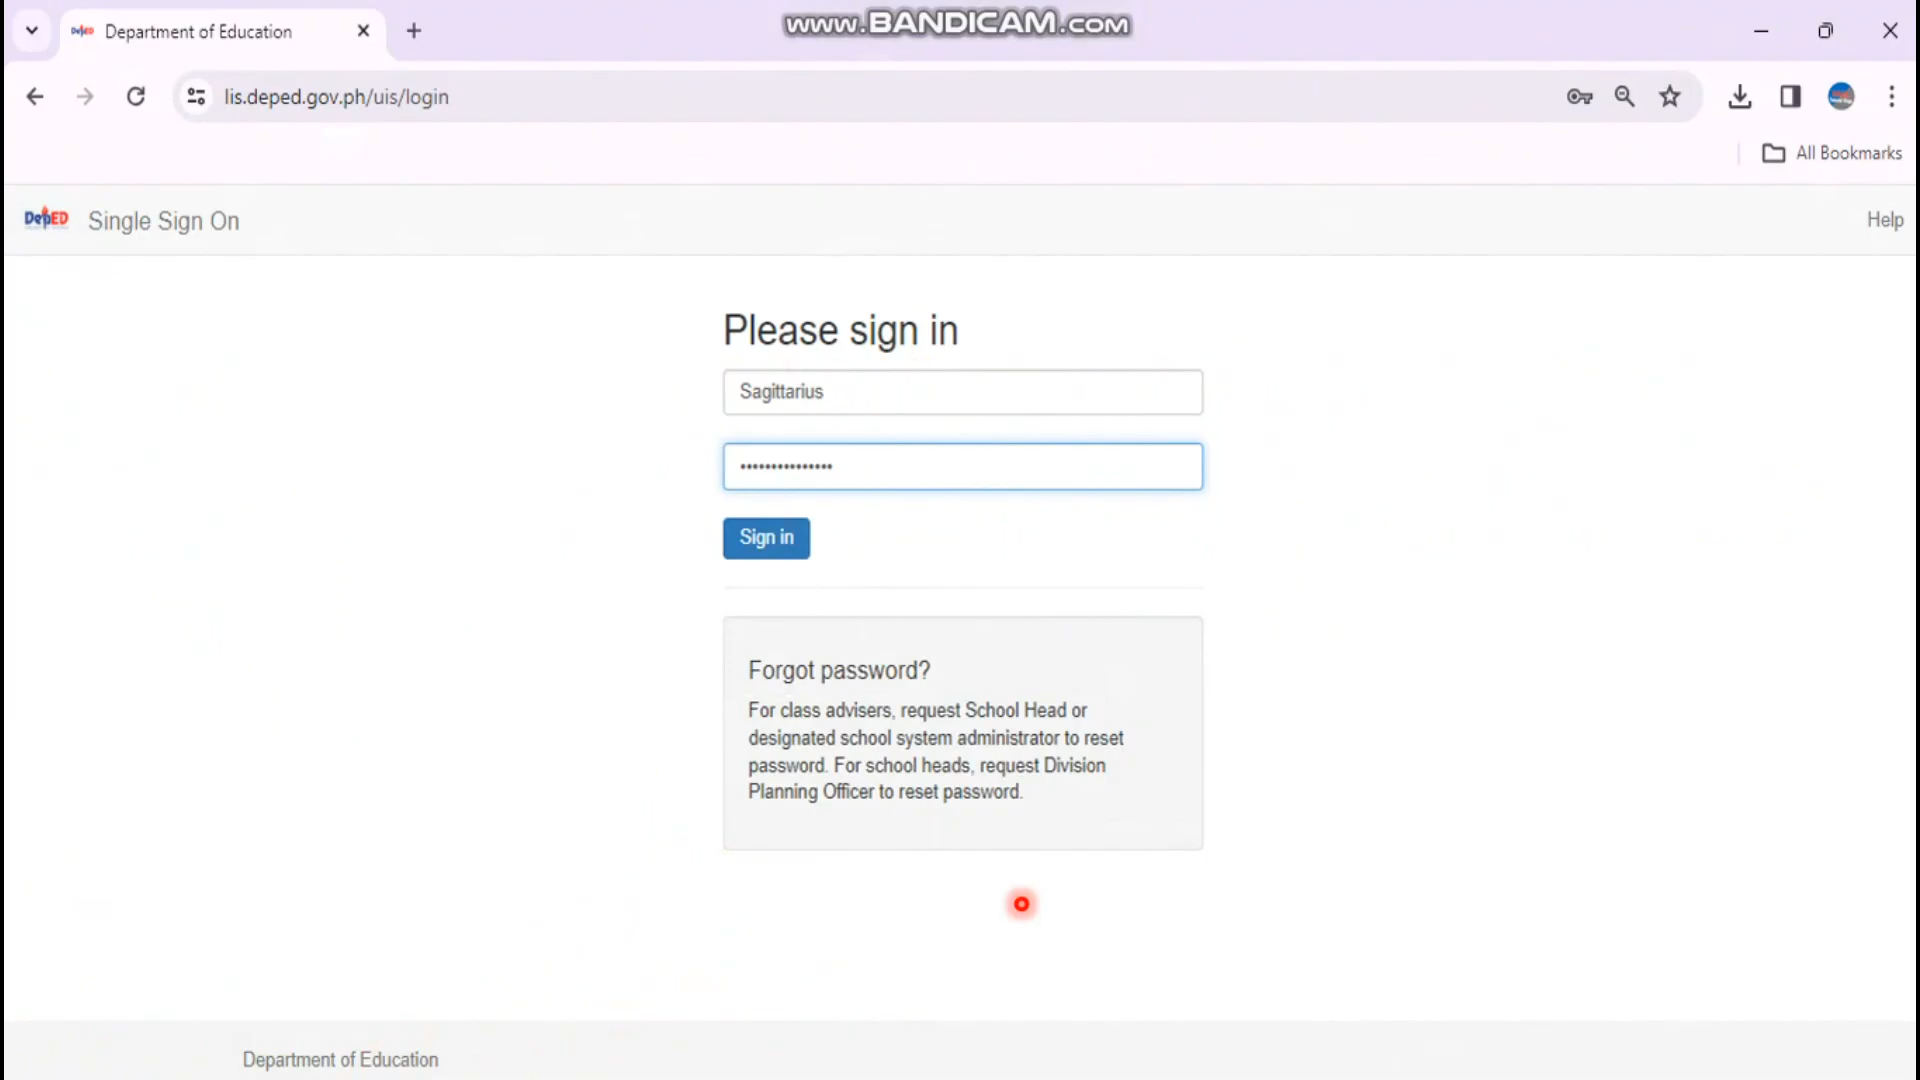 www.BANDICAM.com
DepED Department of Education
lis.deped.gov.ph/uis/login
All Bookmarks
DepED Single Sign On
Help
Please sign in
Sagittarius
•••••••••••••••
Sign in
Forgot password?
For class advisers, request School Head or
designated school system administrator to reset
password. For school heads, request Division
Planning Officer to reset password.
Department of Education